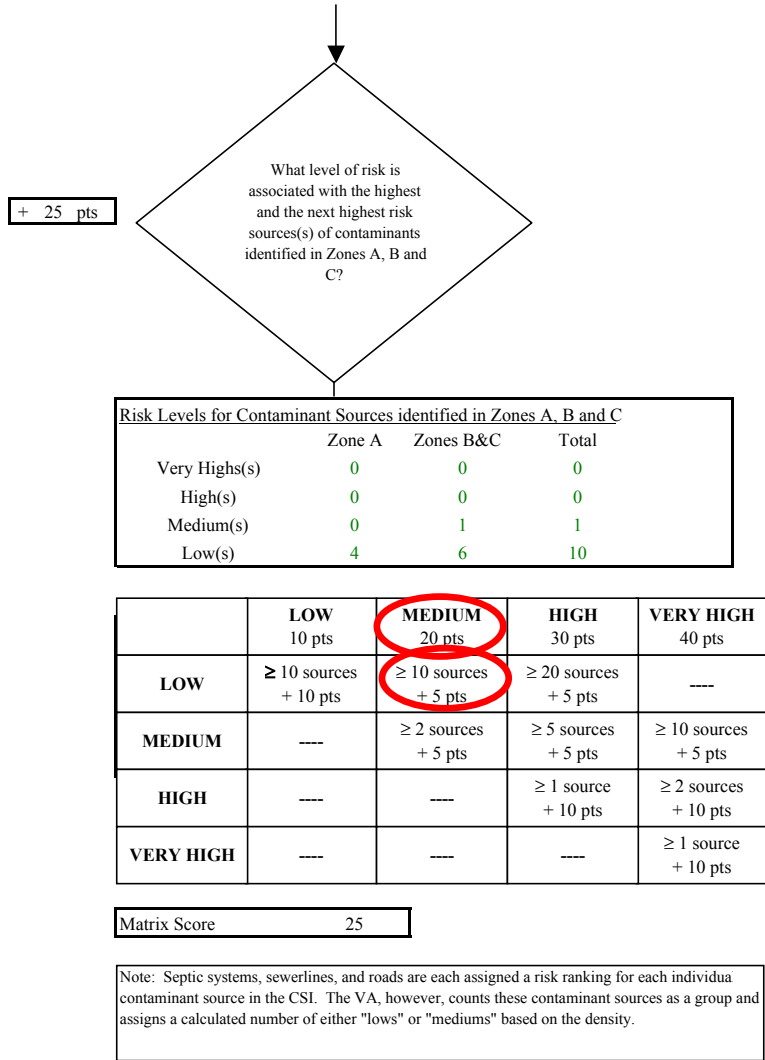 What level of risk is
associated with the highest
and the next highest risk
sources(s) of contaminants
identified in Zones A, B and
C?
+ 25 pts
Risk Levels for Contaminant Sources identified in Zones A, B and C
Zone A Zones B&C Total
Very Highs(s) 0 0 0
High(s) 0 0 0
Medium(s) 0 1 1
Low(s) 4 6 10
LOW MEDIUM HIGH VERY HIGH
10 pts 20 pts 30 pts 40 pts
LOW ≥ 10 sources + 10 pts ≥ 10 sources + 5 pts ≥ 20 sources + 5 pts ----
MEDIUM ---- ≥ 2 sources + 5 pts ≥ 5 sources + 5 pts ≥ 10 sources + 5 pts
HIGH ---- ---- ≥ 1 source + 10 pts ≥ 2 sources + 10 pts
VERY HIGH ---- ---- ---- ≥ 1 source + 10 pts
Matrix Score 25
Note: Septic systems, sewerlines, and roads are each assigned a risk ranking for each individua
contaminant source in the CSI. The VA, however, counts these contaminant sources as a group and
assigns a calculated number of either "lows" or "mediums" based on the density.